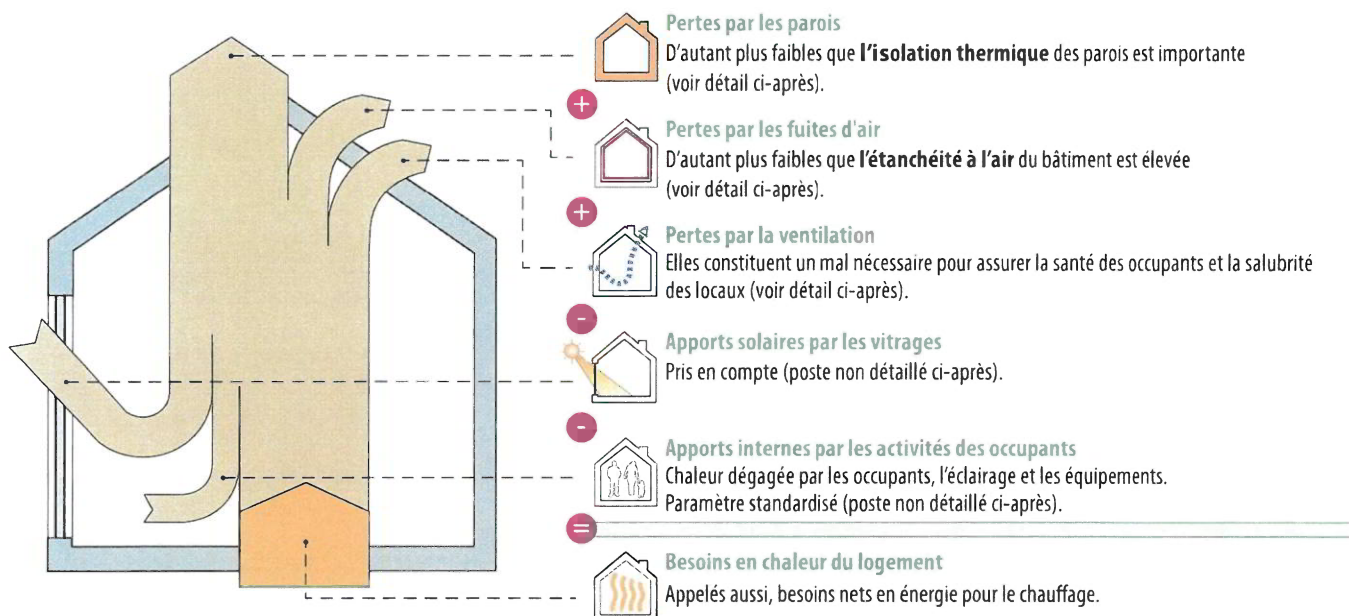 Pertes par les parois
D'autant plus faibles que l'isolation thermique des parois est importante
(voir détail ci-après).
+
Pertes par les fuites d'air
D'autant plus faibles que l'étanchéité à l'air du bâtiment est élevée
(voir détail ci-après).
+
Pertes par la ventilation
Elles constituent un mal nécessaire pour assurer la santé des occupants et la salubrité
des locaux (voir détail ci-après).
-
Apports solaires par les vitrages
Pris en compte (poste non détaillé ci-après).
-
Apports internes par les activités des occupants
Chaleur dégagée par les occupants, l'éclairage et les équipements.
Paramètre standardisé (poste non détaillé ci-après).
=
Besoins en chaleur du logement
Appelés aussi, besoins nets en énergie pour le chauffage.